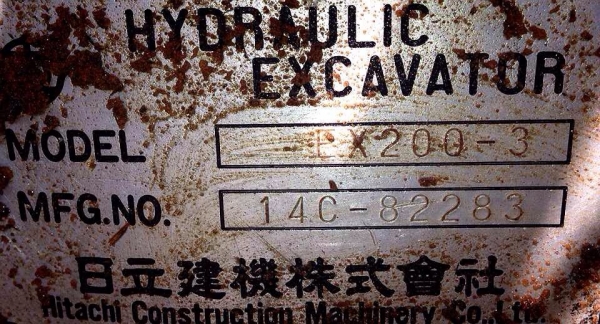 HYDRAULIC
EXCAVATOR
MODEL EX200-3
MFG.NO. 14C-82283
日立建機株式會社
Hitachi Construction Machinery Co.,Ltd.